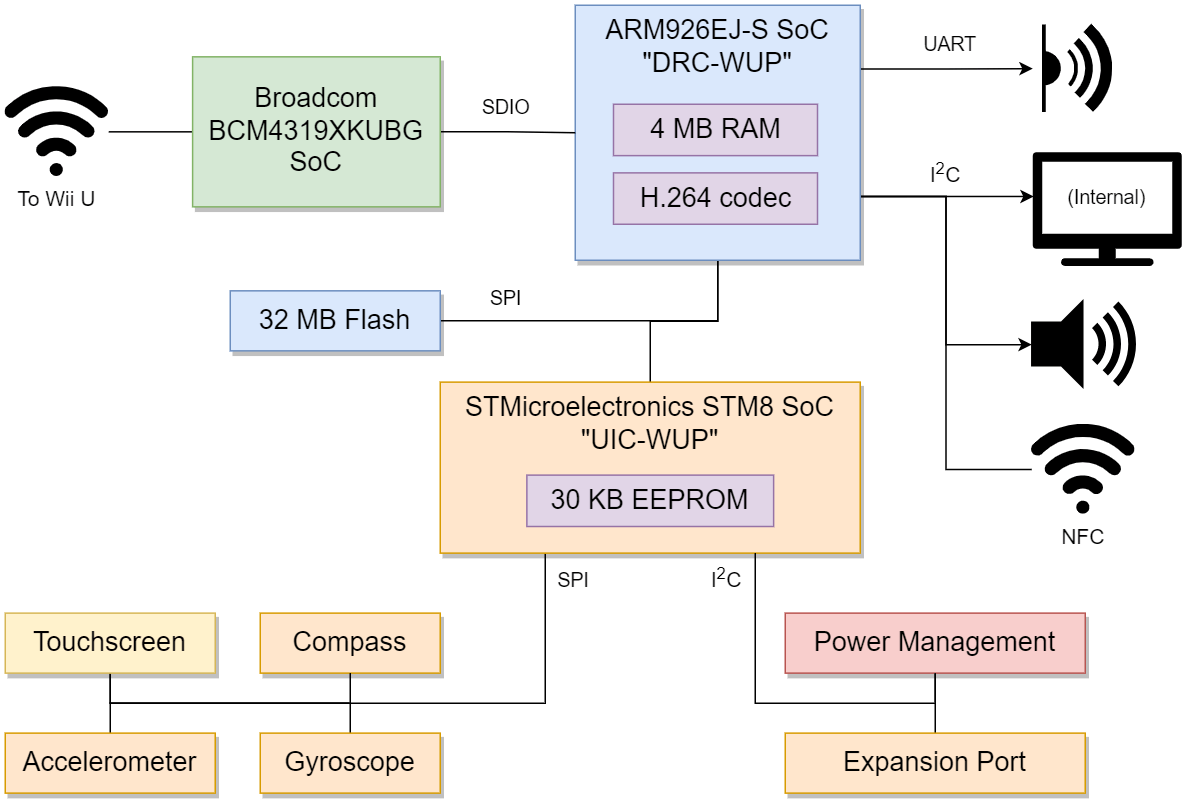 ARM926EJ-S SoC
"DRC-WUP"
4 MB RAM
H.264 codec
UART
Broadcom
BCM4319XKUBG
SoC
SDIO
To Wii U
I²C
(Internal)
32 MB Flash
SPI
STMicroelectronics STM8 SoC
"UIC-WUP"
30 KB EEPROM
NFC
SPI
I²C
Touchscreen
Compass
Power Management
Accelerometer
Gyroscope
Expansion Port